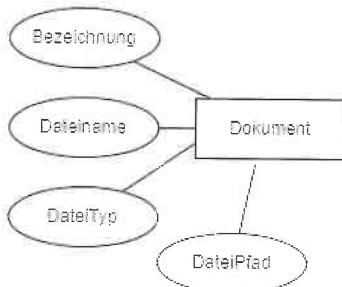 Bezeichnung
Dateiname
Dokument
DateiTyp
DateiPfad